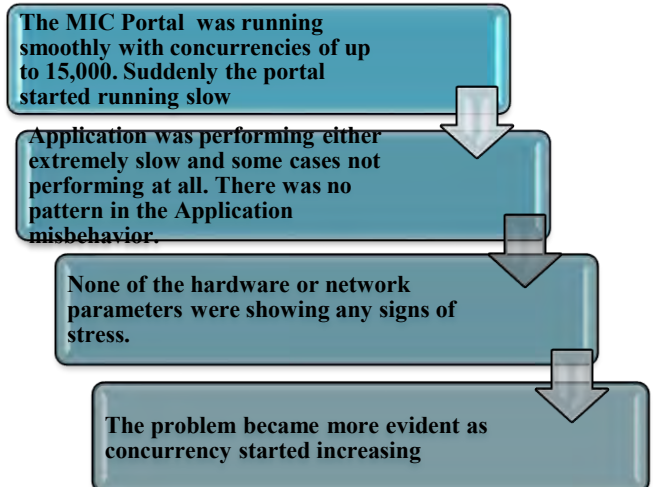 The MIC Portal was running
smoothly with concurrencies of up
to 15,000. Suddenly the portal
started running slow
Application was performing either
extremely slow and some cases not
performing at all. There was no
pattern in the Application
misbehavior.
None of the hardware or network
parameters were showing any signs of
stress.
The problem became more evident as
concurrency started increasing